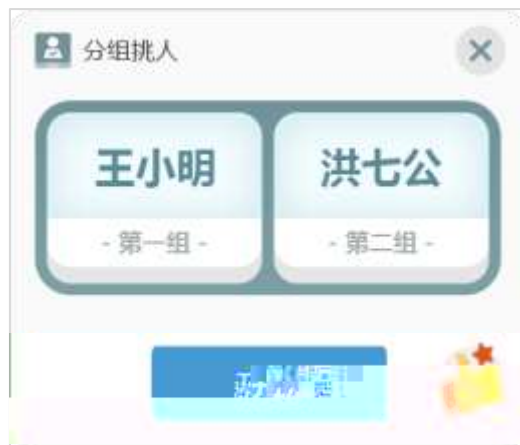 分组挑人
王小明
洪七公
- 第一组 -
- 第二组 -